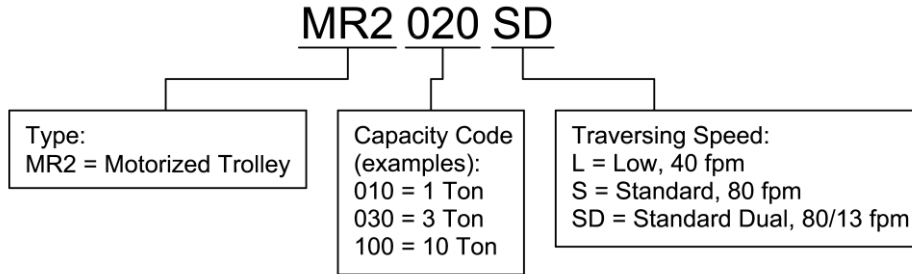 MR2 020 SD
Type:
MR2 = Motorized Trolley
Capacity Code
(examples):
010 = 1 Ton
030 = 3 Ton
100 = 10 Ton
Traversing Speed:
L = Low, 40 fpm
S = Standard, 80 fpm
SD = Standard Dual, 80/13 fpm